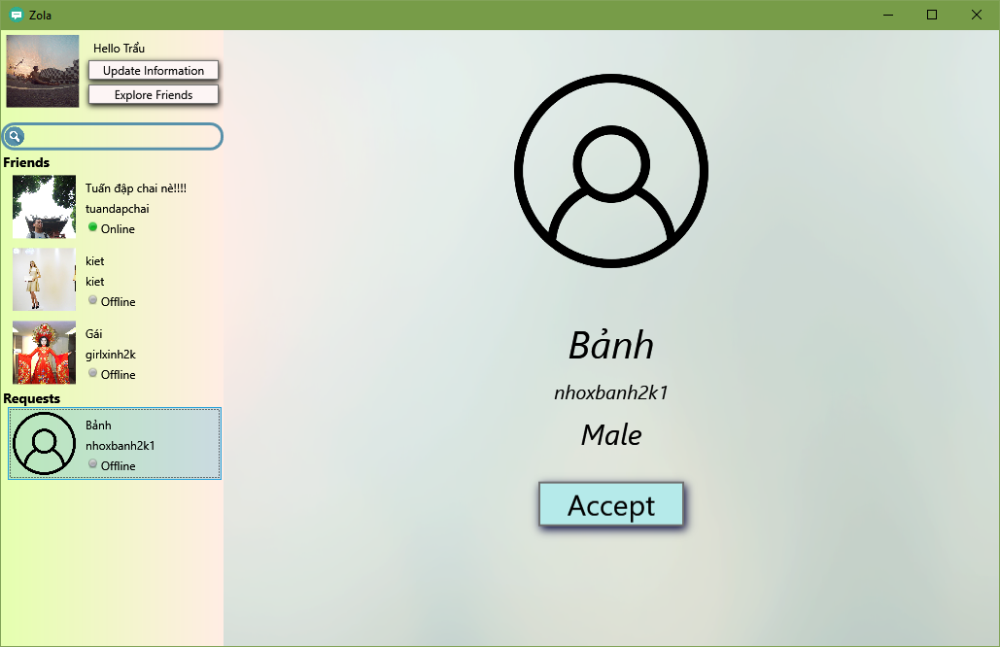 Zola
Hello Trẩu
Update Information
Explore Friends
Friends
Tuấn đập chai nè!!!!
tuandapchai
Online
kiet
kiet
Offline
Gái
girlxinh2k
Offline
Requests
Bảnh
nhoxbanh2k1
Offline
Bảnh
nhoxbanh2k1
Male
Accept